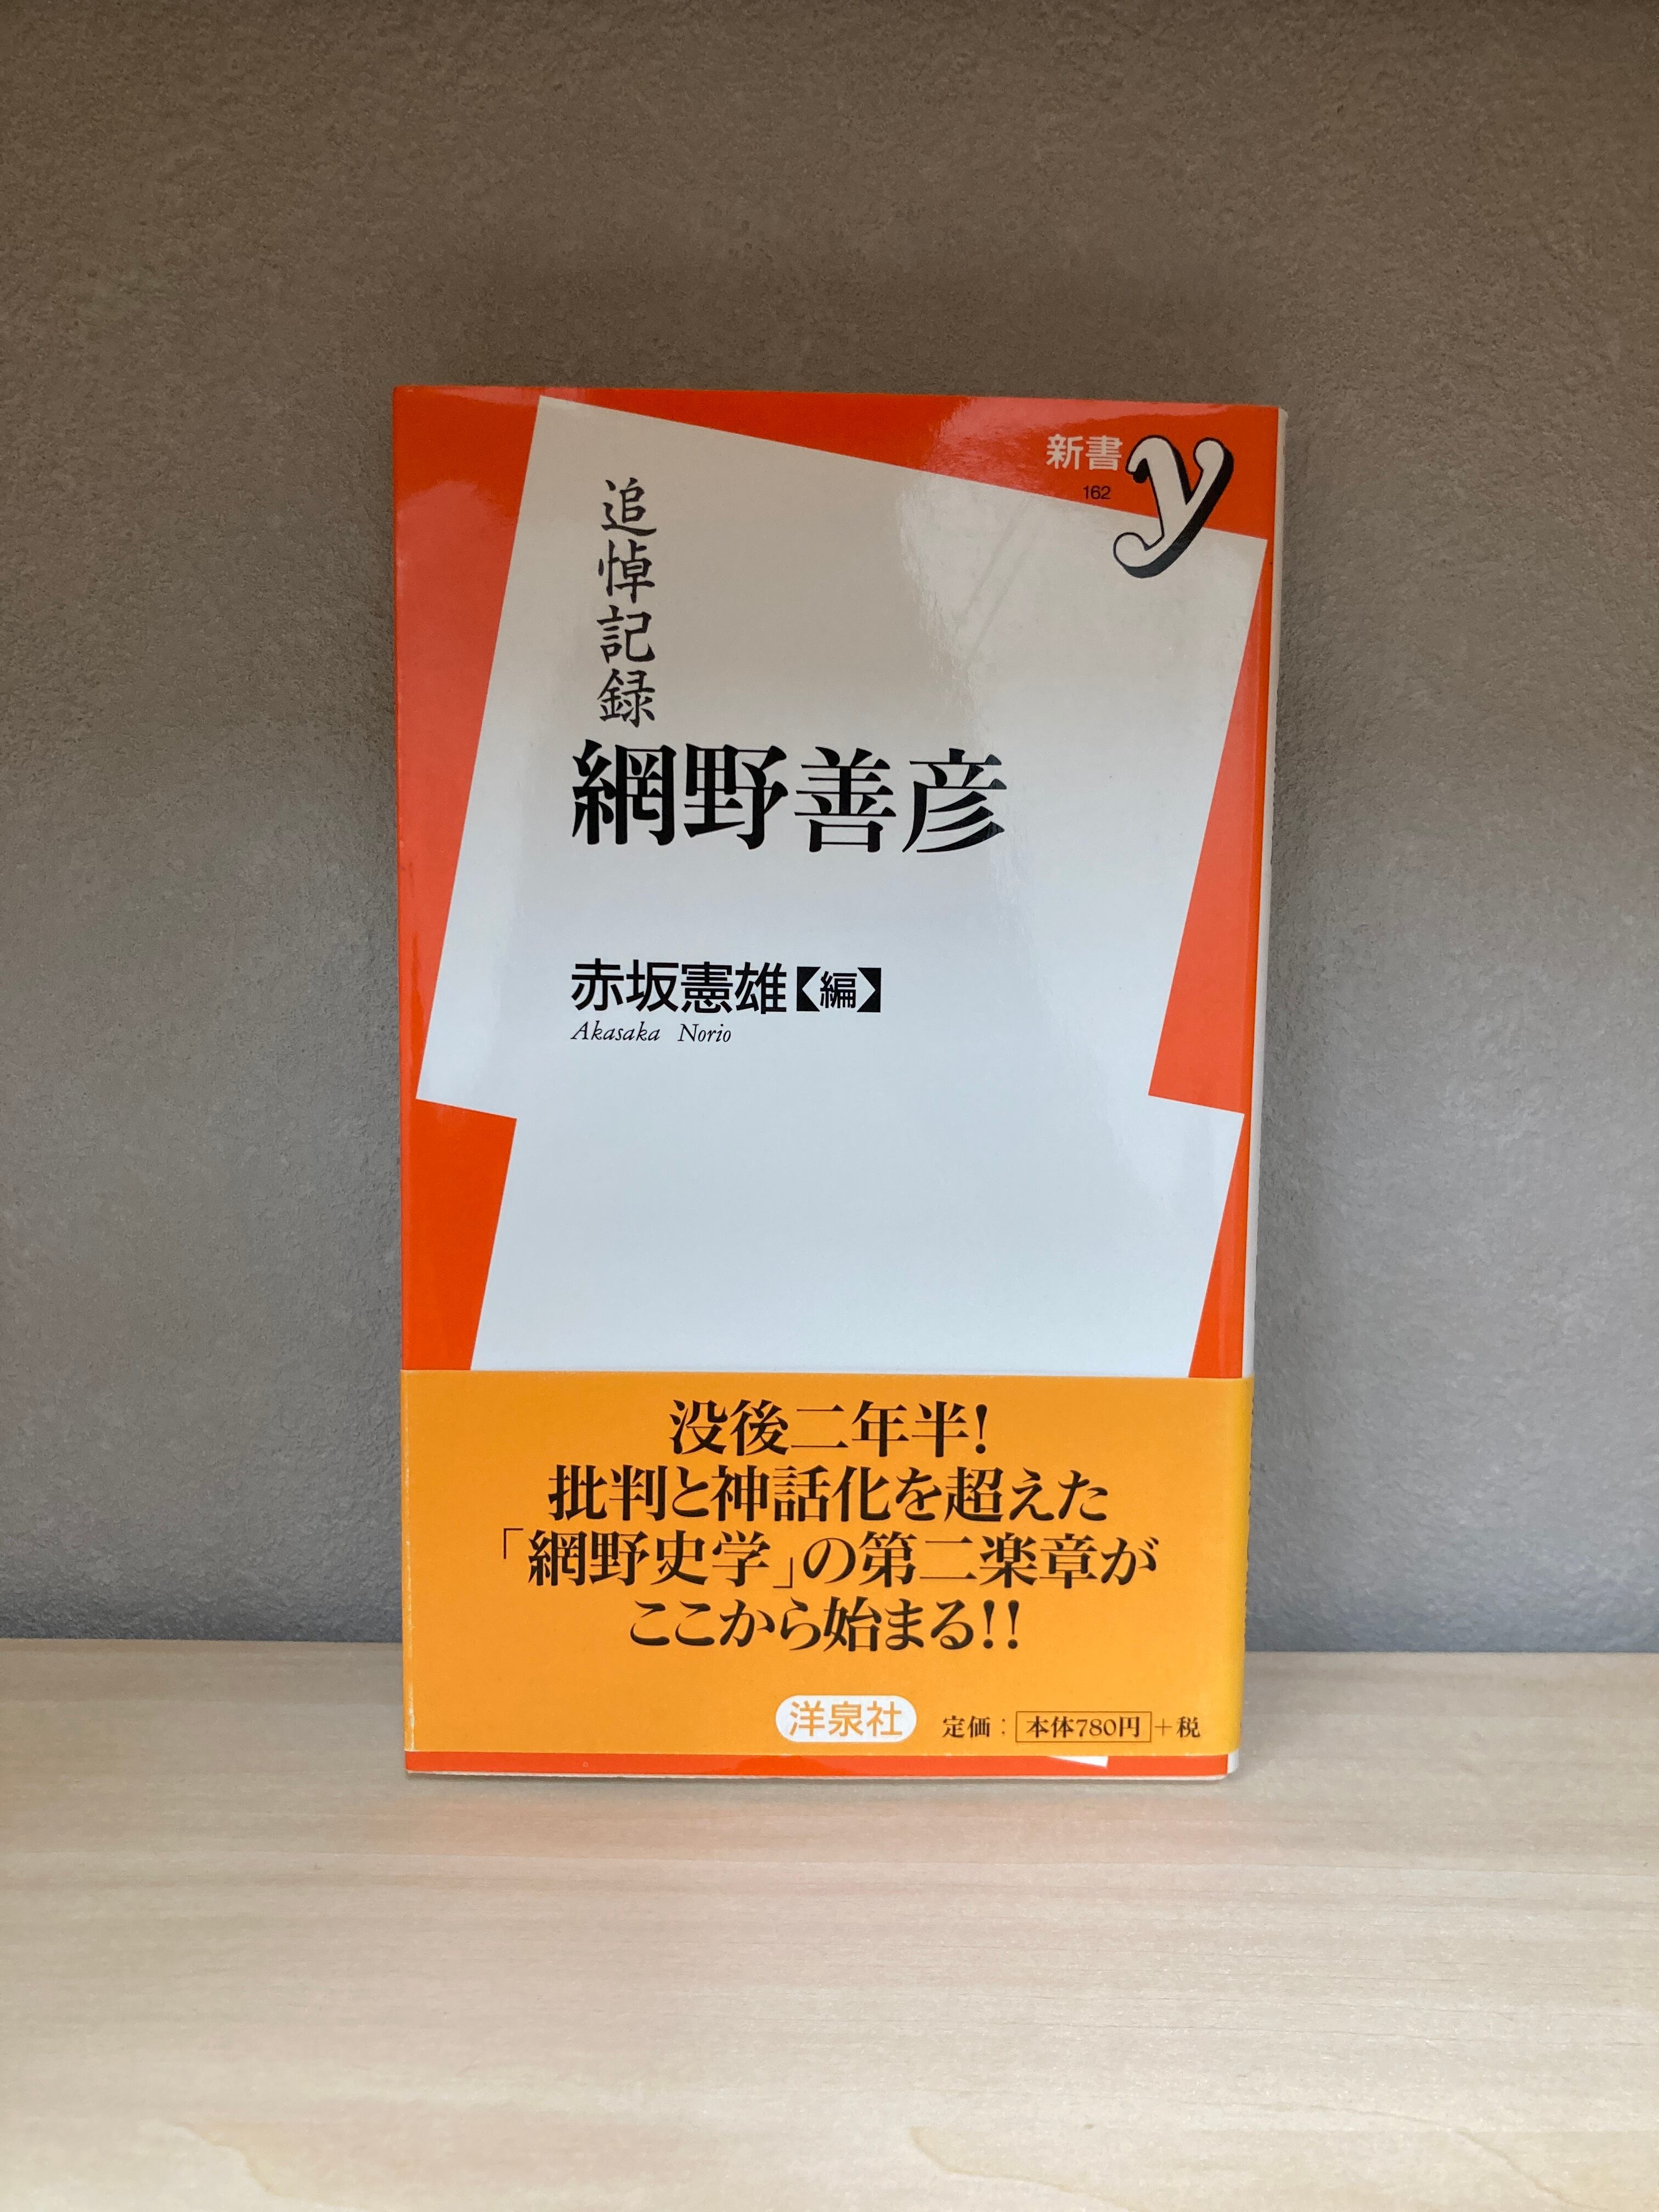 新書y
162
追悼記録
網野善彦
赤坂憲雄【編】
Akasaka Norio
没後二年半!
批判と神話化を超えた
「網野史学」の第二楽章が
ここから始まる!!
洋泉社
定価:本体780円+税